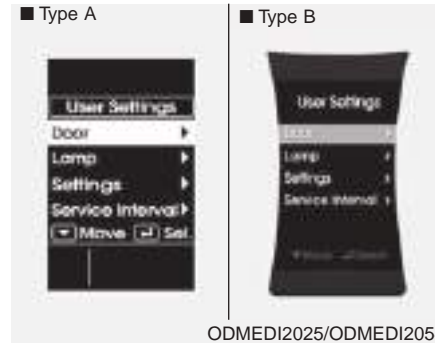 ■ Type A
User Settings
Door
Lamp
Settings
Service Interval
Move Sel.
■ Type B
User Settings
Door
Lamp
Settings
Service Interval
ODMEDI2025/ODMEDI205